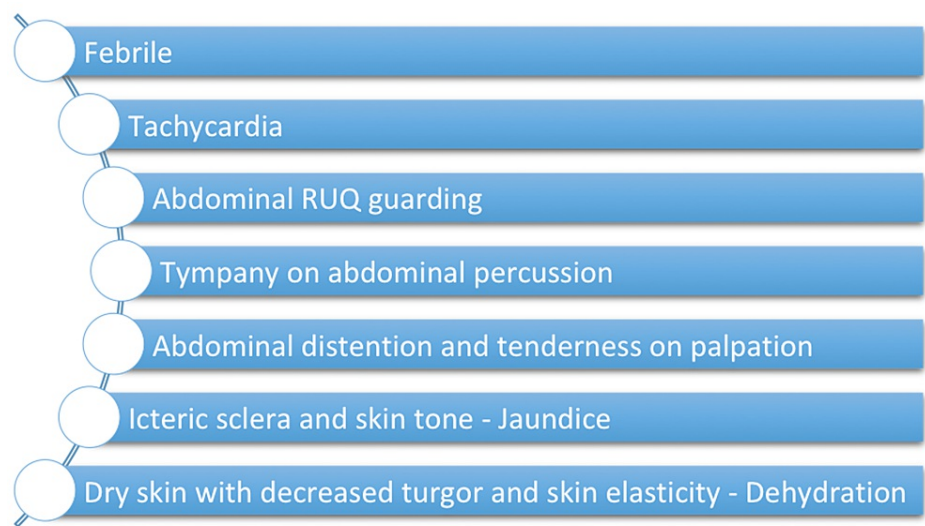 Febrile
Tachycardia
Abdominal RUQ guarding
Tympany on abdominal percussion
Abdominal distention and tenderness on palpation
Icteric sclera and skin tone - Jaundice
Dry skin with decreased turgor and skin elasticity - Dehydration